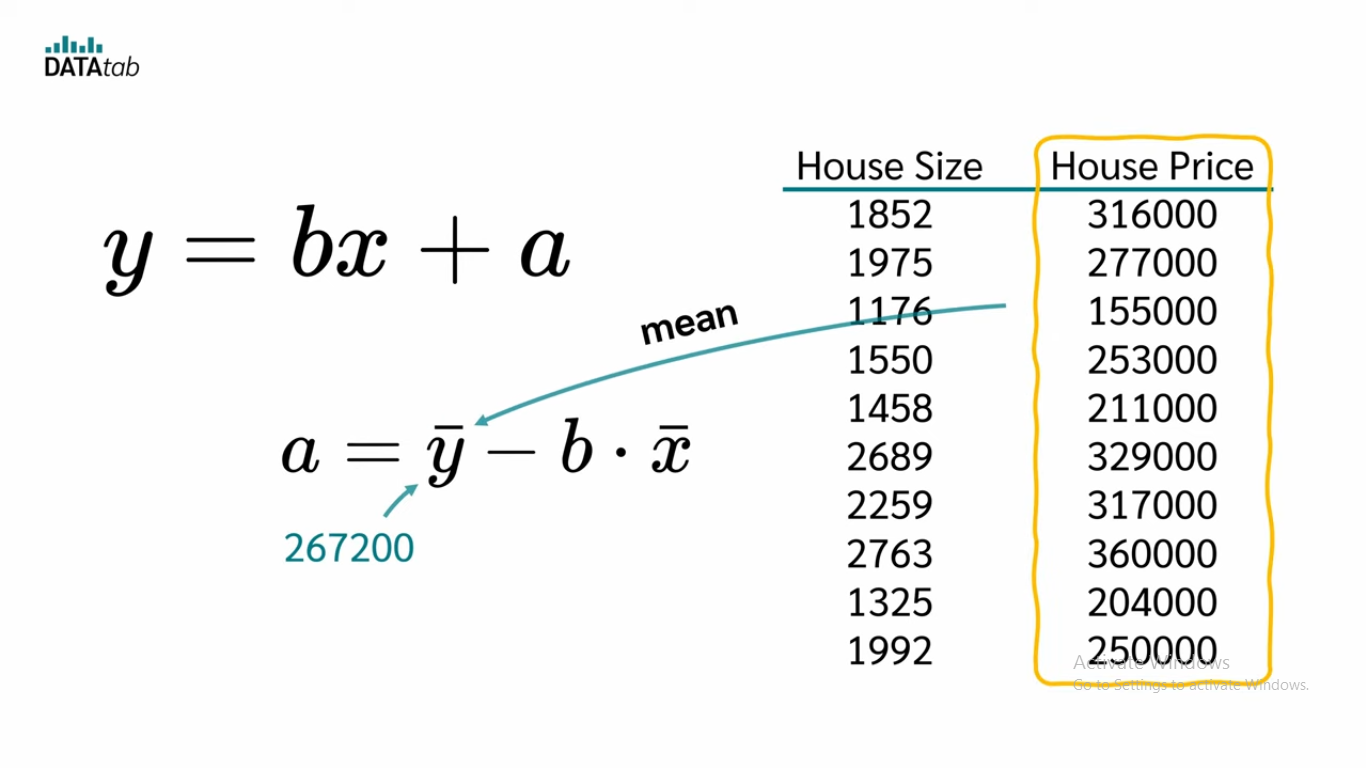 DATAtab
House Size House Price
1852 316000
y = bx + a
1975 277000
mean
1176 155000
1550 253000
1458 211000
a = ȳ − b · x̄
2689 329000
2259 317000
267200
2763 360000
1325 204000
1992 250000
Activate Windows
Go to Settings to activate Windows.